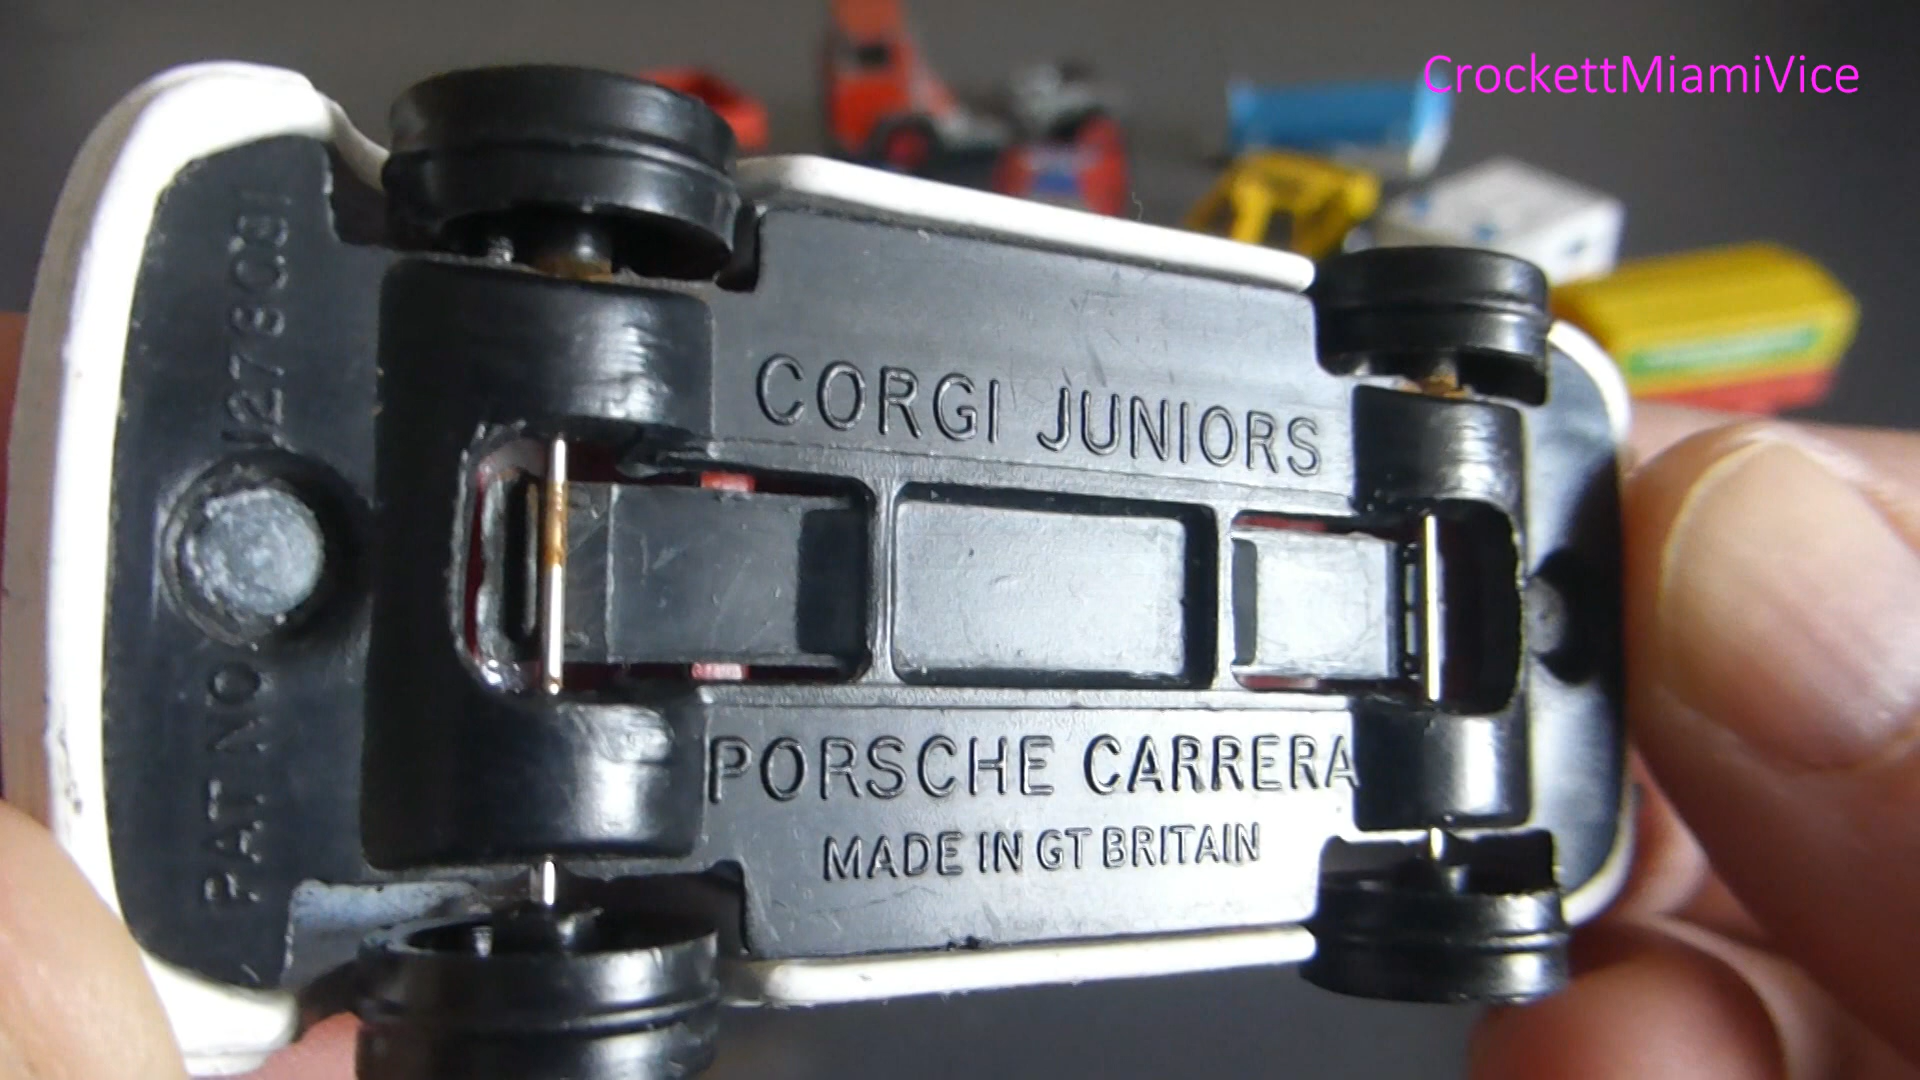 CrockettMiamiVice
CORGI JUNIORS
PORSCHE CARRERA
MADE IN GT BRITAIN
PAT NO